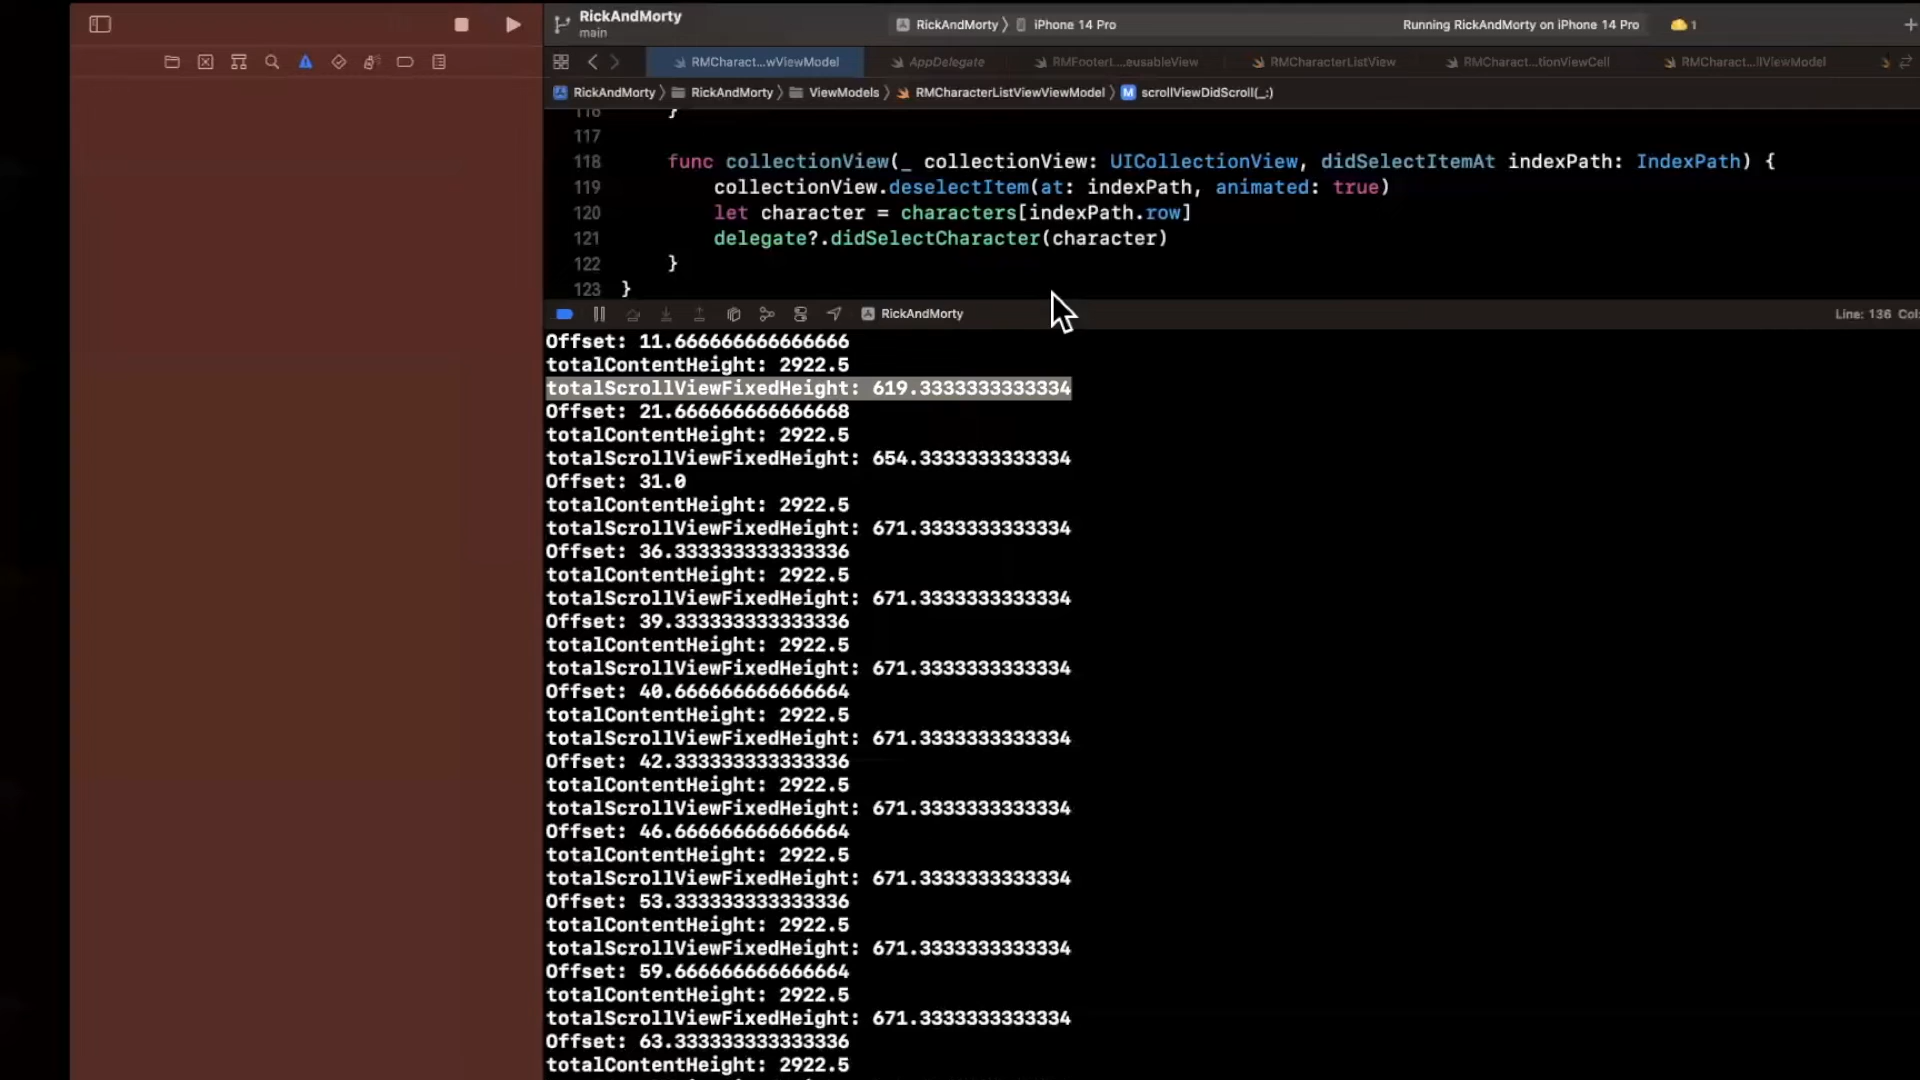 RickAndMorty
main
RickAndMorty
iPhone 14 Pro
Running RickAndMorty on iPhone 14 Pro
1
RMCharact...wViewModel
AppDelegate
RMFootert...eusableView
RMCharacterListView
RMCharact...tionViewCell
RMCharact...llViewModel
RickAndMorty
RickAndMorty
ViewModels
RMCharacterListViewViewModel
M
scrollViewDidScroll(_:)
116 }
117
118 func collectionView(_ collectionView: UICollectionView, didSelectItemAt indexPath: IndexPath) {
119 collectionView.deselectItem(at: indexPath, animated: true)
120 let character = characters[indexPath.row]
121 delegate?.didSelectCharacter(character)
122 }
123 }
RickAndMorty
Line: 136 Col:
Offset: 11.666666666666666
totalContentHeight: 2922.5
totalScrollViewFixedHeight: 619.3333333333334
Offset: 21.666666666666668
totalContentHeight: 2922.5
totalScrollViewFixedHeight: 654.3333333333334
Offset: 31.0
totalContentHeight: 2922.5
totalScrollViewFixedHeight: 671.3333333333334
Offset: 36.333333333333336
totalContentHeight: 2922.5
totalScrollViewFixedHeight: 671.3333333333334
Offset: 39.333333333333336
totalContentHeight: 2922.5
totalScrollViewFixedHeight: 671.3333333333334
Offset: 40.666666666666664
totalContentHeight: 2922.5
totalScrollViewFixedHeight: 671.3333333333334
Offset: 42.333333333333336
totalContentHeight: 2922.5
totalScrollViewFixedHeight: 671.3333333333334
Offset: 46.666666666666664
totalContentHeight: 2922.5
totalScrollViewFixedHeight: 671.3333333333334
Offset: 53.333333333333336
totalContentHeight: 2922.5
totalScrollViewFixedHeight: 671.3333333333334
Offset: 59.666666666666664
totalContentHeight: 2922.5
totalScrollViewFixedHeight: 671.3333333333334
Offset: 63.333333333333336
totalContentHeight: 2922.5